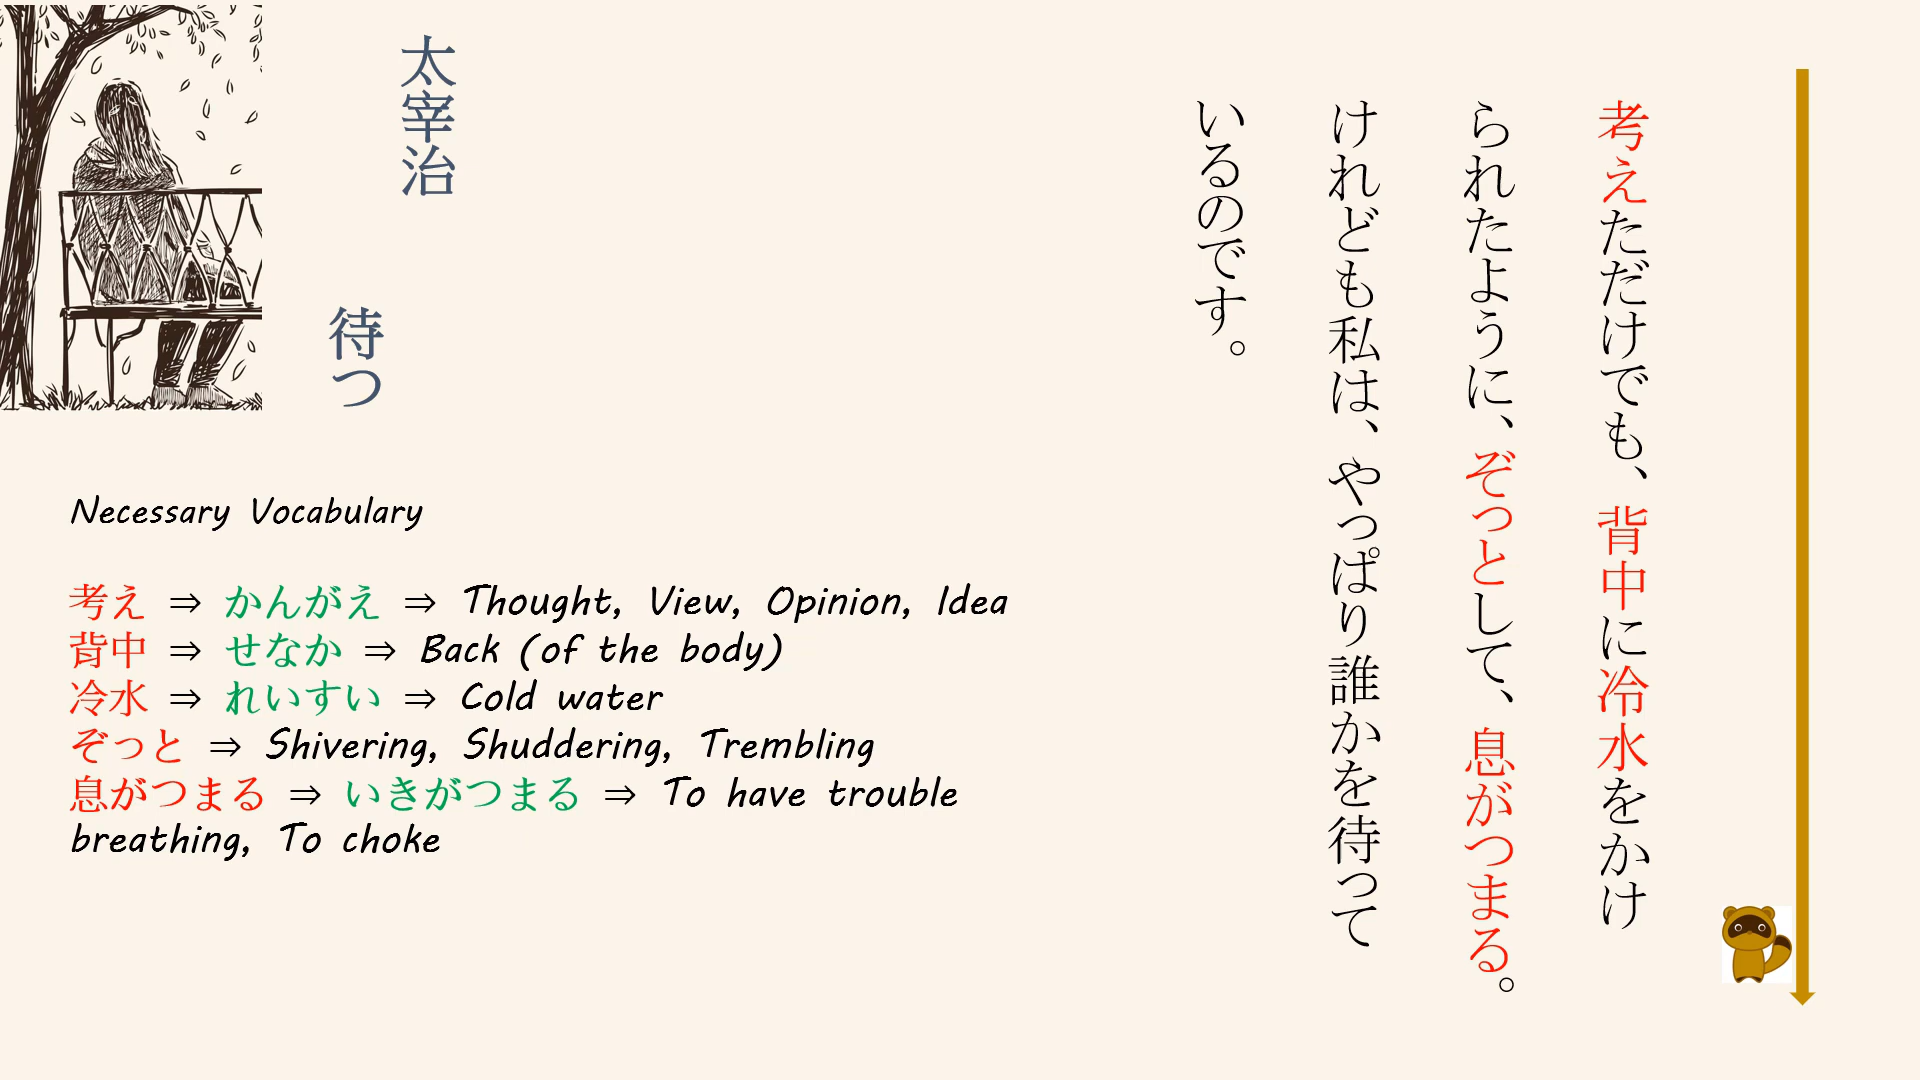 太宰治
待つ
考えただけでも、背中に冷水をかけ
られたように、ぞっとして、息がつまる。
けれども私は、やっぱり誰かを待って
いるのです。
Necessary Vocabulary
考え ⇒ かんがえ ⇒ Thought, View, Opinion, Idea
背中 ⇒ せなか ⇒ Back (of the body)
冷水 ⇒ れいすい ⇒ Cold water
ぞっと ⇒ Shivering, Shuddering, Trembling
息がつまる ⇒ いきがつまる ⇒ To have trouble
breathing, To choke